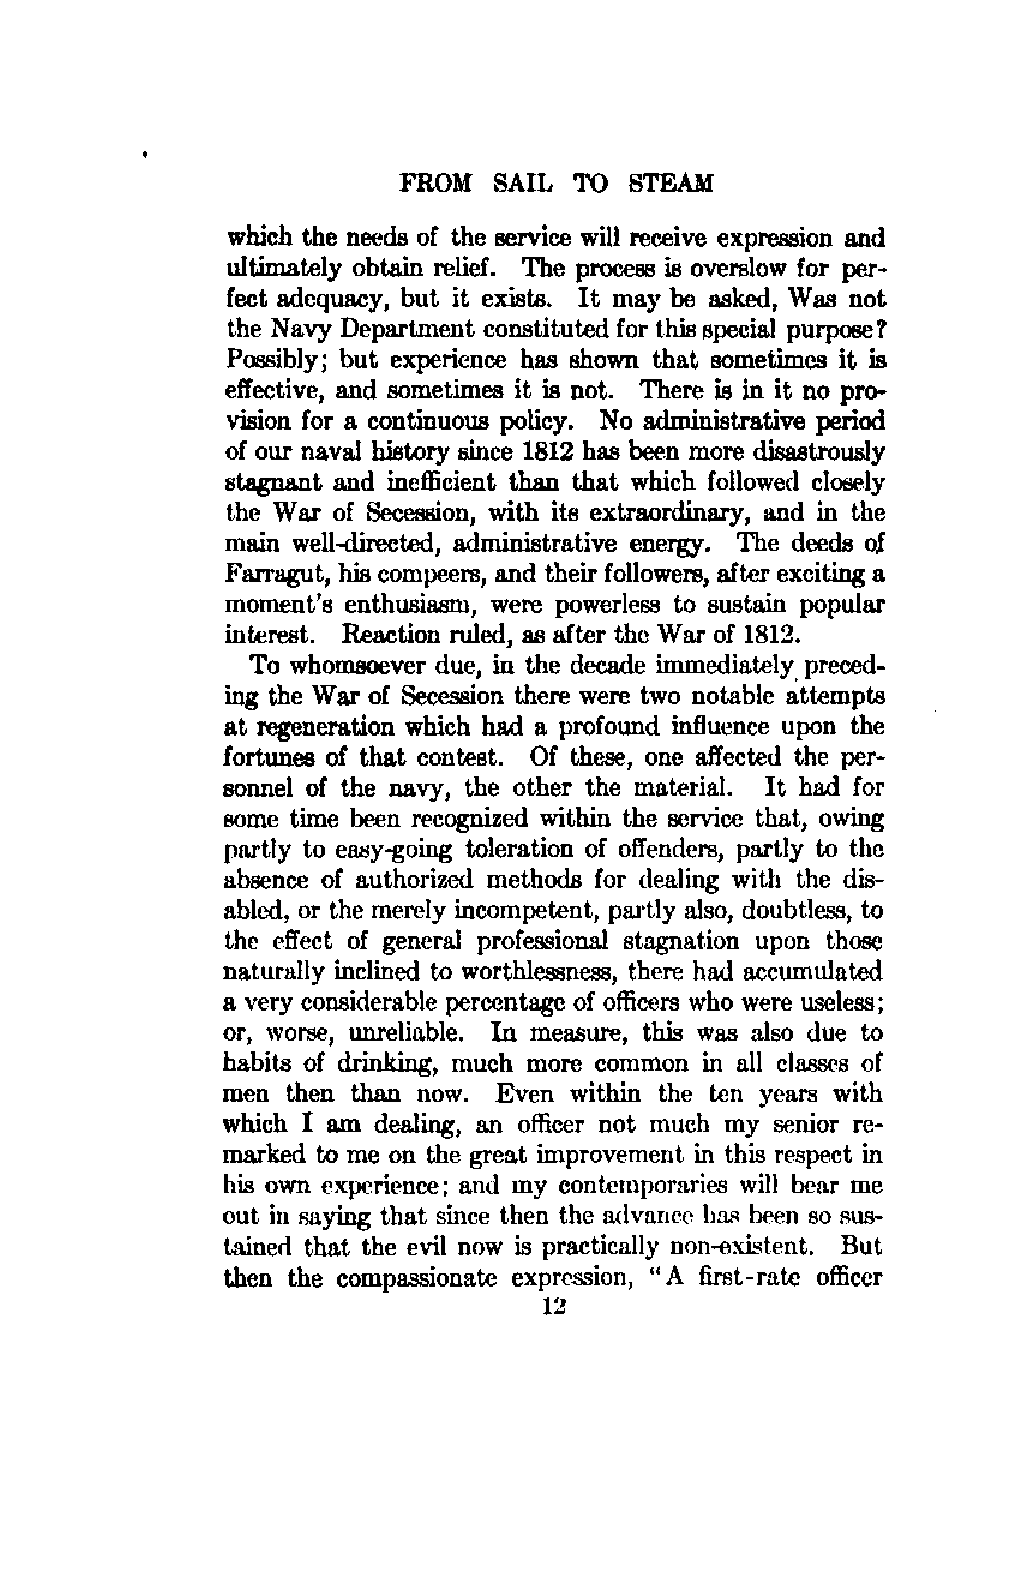 FROM SAIL TO STEAM
which the needs of the service will receive expression and
ultimately obtain relief. The process is overslow for per-
fect adequacy, but it exists. It may be asked, Was not
the Navy Department constituted for this special purpose?
Possibly; but experience has shown that sometimes it is
effective, and sometimes it is not. There is in it no pro-
vision for a continuous policy. No administrative period
of our naval history since 1812 has been more disastrously
stagnant and inefficient than that which followed closely
the War of Secession, with its extraordinary, and in the
main well-directed, administrative energy. The deeds of
Farragut, his compeers, and their followers, after exciting a
moment's enthusiasm, were powerless to sustain popular
interest. Reaction ruled, as after the War of 1812.
To whomsoever due, in the decade immediately preced-
ing the War of Secession there were two notable attempts
at regeneration which had a profound influence upon the
fortunes of that contest. Of these, one affected the per-
sonnel of the navy, the other the material. It had for
some time been recognized within the service that, owing
partly to easy-going toleration of offenders, partly to the
absence of authorized methods for dealing with the dis-
abled, or the merely incompetent, partly also, doubtless, to
the effect of general professional stagnation upon those
naturally inclined to worthlessness, there had accumulated
a very considerable percentage of officers who were useless;
or, worse, unreliable. In measure, this was also due to
habits of drinking, much more common in all classes of
men then than now. Even within the ten years with
which I am dealing, an officer not much my senior re-
marked to me on the great improvement in this respect in
his own experience; and my contemporaries will bear me
out in saying that since then the advance has been so sus-
tained that the evil now is practically non-existent. But
then the compassionate expression, "A first-rate officer
12